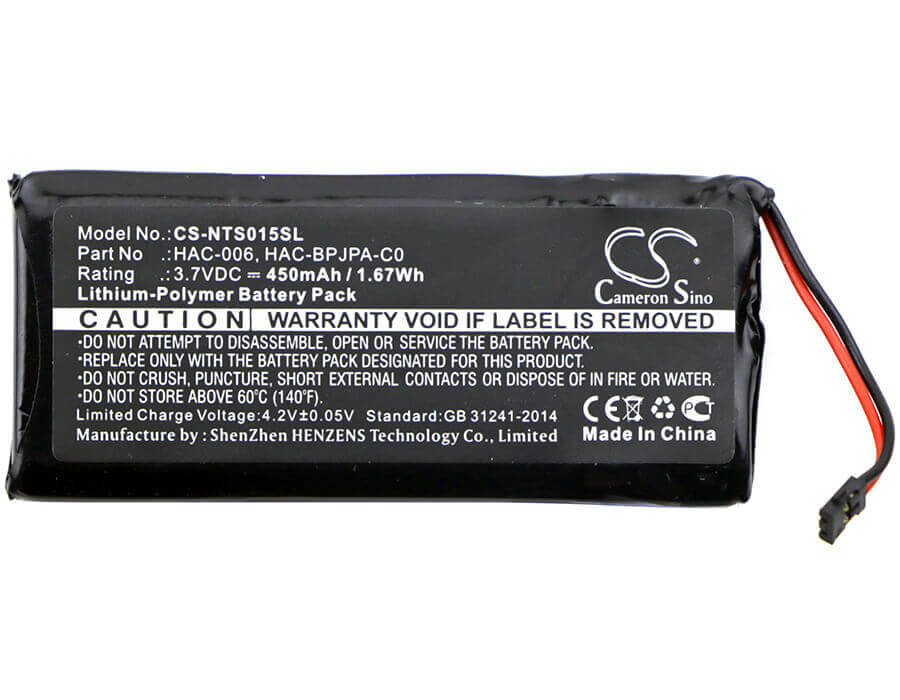 Model No.:CS-NTS015SL
Part No .:HAC-006, HAC-BPJPA-C0
Rating .:3.7VDC ⎓ 450mAh / 1.67Wh
Lithium-Polymer Battery Pack
CS
Cameron Sino
CAUTION WARRANTY VOID IF LABEL IS REMOVED
•DO NOT ATTEMPT TO DISASSEMBLE, OPEN OR SERVICE THE BATTERY PACK.
•REPLACE ONLY WITH THE BATTERY PACK DESIGNATED FOR THE PRODUCT.
•DO NOT CRUSH, PUNCTURE, SHORT EXTERNAL CONTACTS OR DISPOSE OF IN FIRE OR WATER.
•DO NOT STORE ABOVE 60°C (140°F).
Limited Charge Voltage:4.2V±0.05V Standard:GB 31241-2014
Manufacture by : ShenZhen HENZENS Technology Co., Limited
CE
Made In China